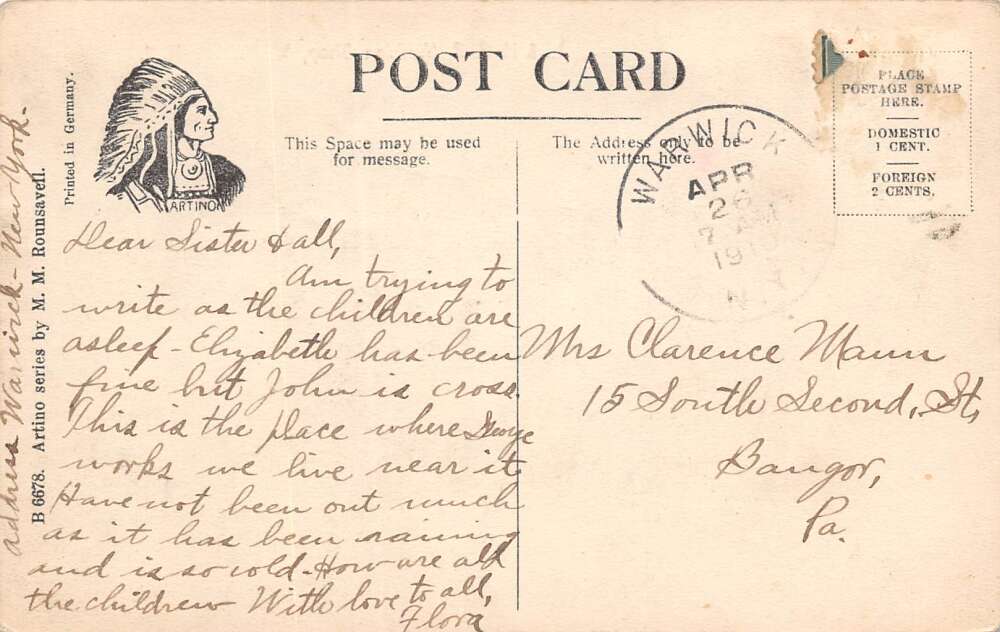 POST CARD
This Space may be used
for message.
The Address only to be
written here.
PLACE
POSTAGE STAMP
HERE.
DOMESTIC
1 CENT.
FOREIGN
2 CENTS.
WARWICK
APR
26
7 AM
19
N.Y.
ARTINO
Printed in Germany.
B 6678. Artino series by M. M. Rounsavell.
address Warwick - New-York -
Dear Sister & all,
Am trying to
write as the children are
asleep - Elizabeth has been
fine but John is cross.
This is the place where George
works we live near it
Have not been out much
as it has been raining
and is so cold - How are all
the children With love to all,
Flora
Mrs Clarence Mann
15 South Second, St,
Bangor,
Pa.